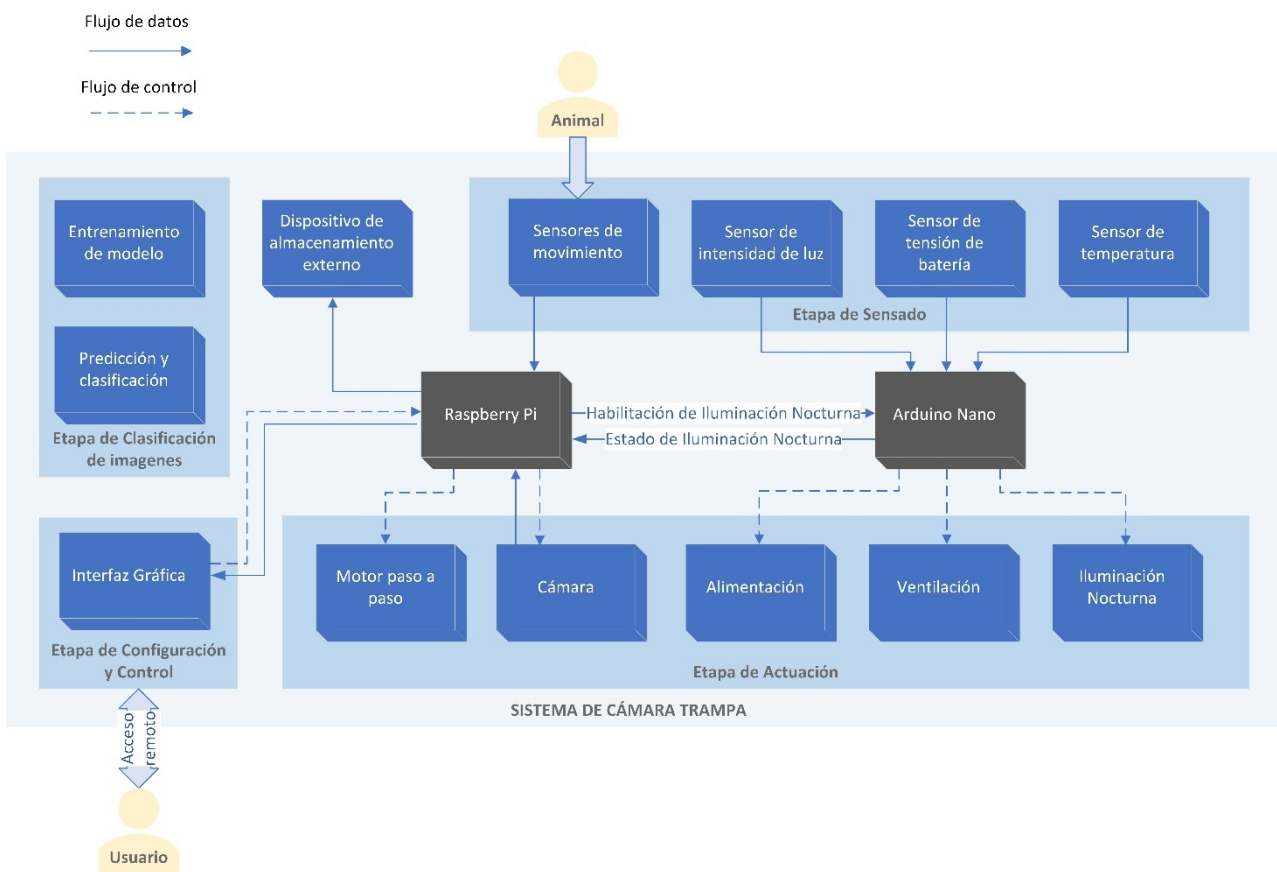 Flujo de datos
Flujo de control
Animal
Entrenamiento
de modelo
Dispositivo de
almacenamiento
externo
Sensores de
movimiento
Sensor de
intensidad de luz
Sensor de
tensión de
batería
Sensor de
temperatura
Etapa de Sensado
Predicción y
clasificación
Etapa de Clasificación
de imagenes
Raspberry Pi
Habilitación de Iluminación Nocturna
Estado de Iluminación Nocturna
Arduino Nano
Interfaz Gráfica
Etapa de Configuración
y Control
Motor paso a
paso
Cámara
Alimentación
Ventilación
Iluminación
Nocturna
Etapa de Actuación
SISTEMA DE CÁMARA TRAMPA
Acceso
remoto
Usuario